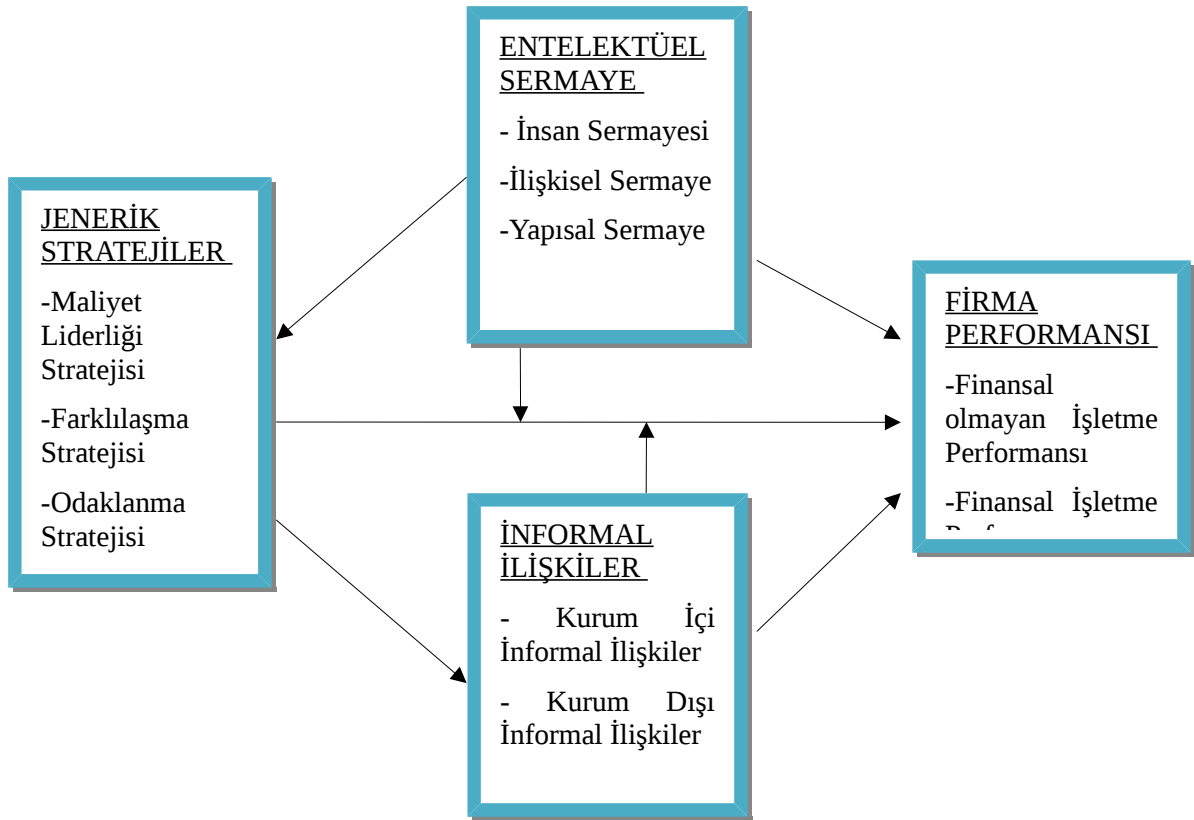 ENTELEKTÜEL
SERMAYE
- İnsan Sermayesi
-İlişkisel Sermaye
-Yapısal Sermaye
JENERİK
STRATEJİLER
-Maliyet
Liderliği
Stratejisi
-Farklılaşma
Stratejisi
-Odaklanma
Stratejisi
FİRMA
PERFORMANSI
-Finansal
olmayan İşletme
Performansı
-Finansal İşletme
İNFORMAL
İLİŞKİLER
- Kurum İçi
İnformal İlişkiler
- Kurum Dışı
İnformal İlişkiler